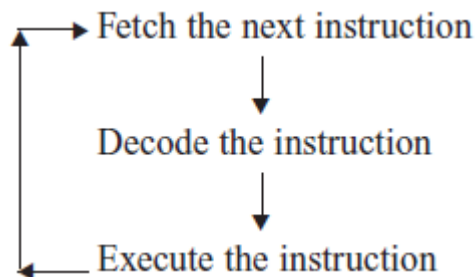 Fetch the next instruction
Decode the instruction
Execute the instruction